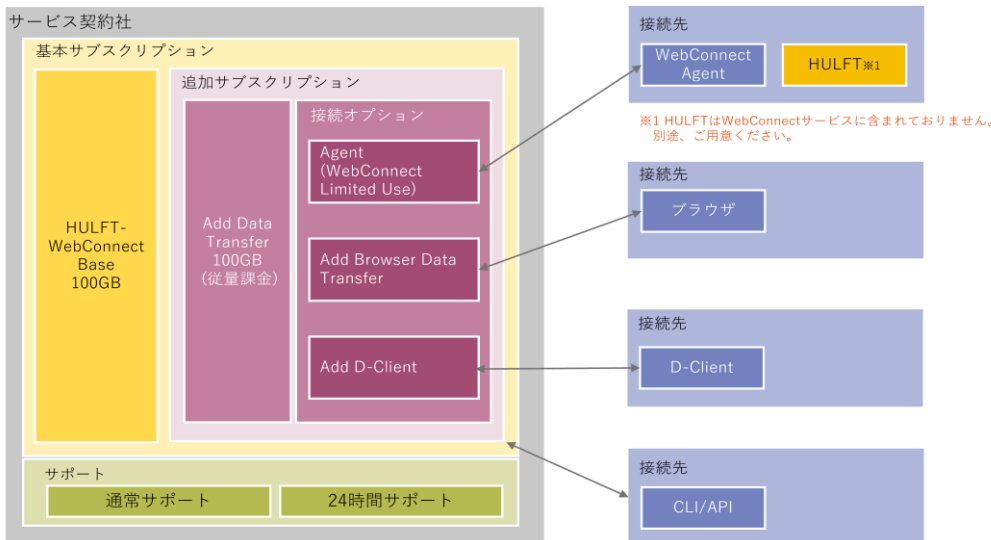 サービス契約社
基本サブスクリプション
HULFT-
WebConnect
Base
100GB
追加サブスクリプション
Add Data
Transfer
100GB
(従量課金)
接続オプション
Agent
(WebConnect
Limited Use)
Add Browser Data
Transfer
Add D-Client
サポート
通常サポート
24時間サポート
接続先
WebConnect
Agent
HULFT※1
※1 HULFTはWebConnectサービスに含まれておりません。
別途、ご用意ください。
接続先
ブラウザ
接続先
D-Client
接続先
CLI/API